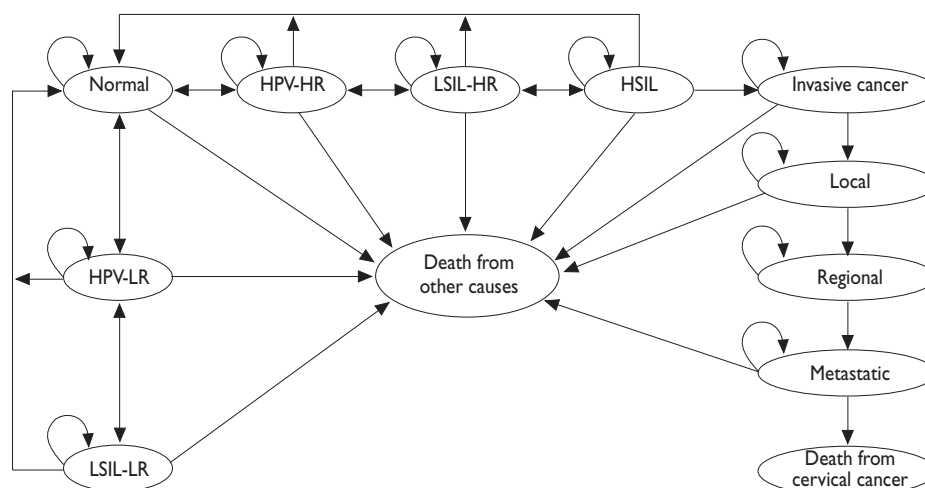 Normal
HPV-HR
LSIL-HR
HSIL
Invasive cancer
Local
Death from
other causes
HPV-LR
Regional
Metastatic
LSIL-LR
Death from
cervical cancer